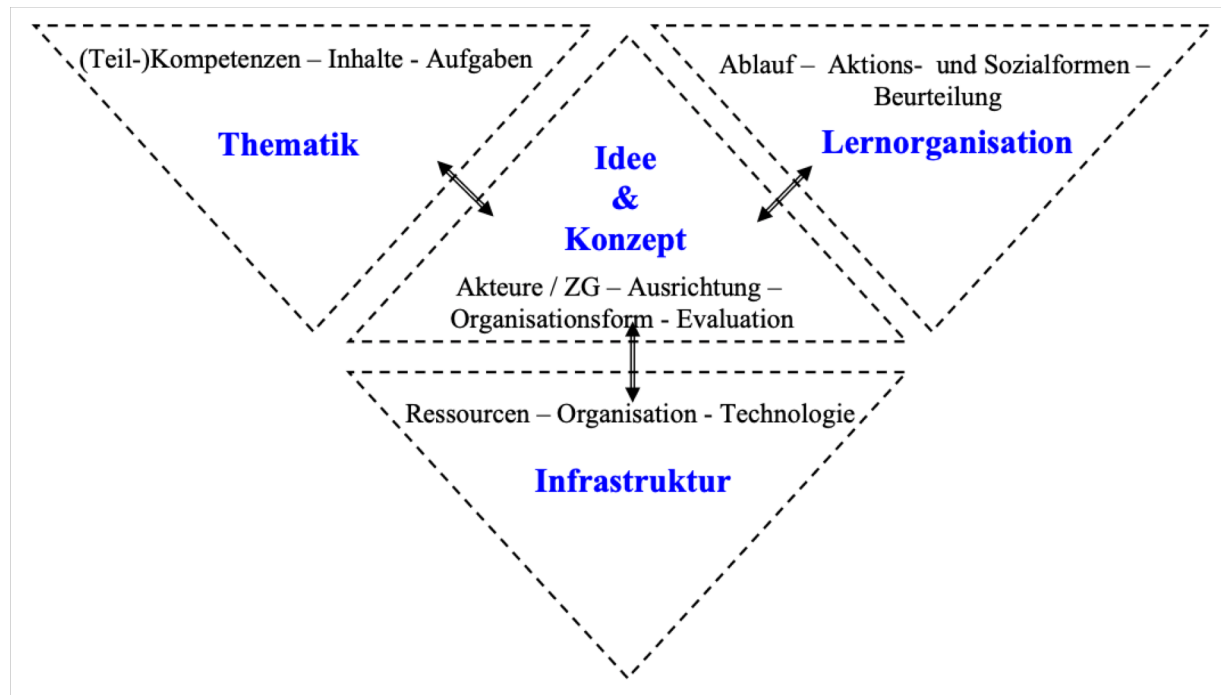 (Teil-)Kompetenzen – Inhalte - Aufgaben
Thematik
Ablauf – Aktions- und Sozialformen –
Beurteilung
Lernorganisation
Idee
&
Konzept
Akteure / ZG – Ausrichtung –
Organisationsform - Evaluation
Ressourcen – Organisation - Technologie
Infrastruktur